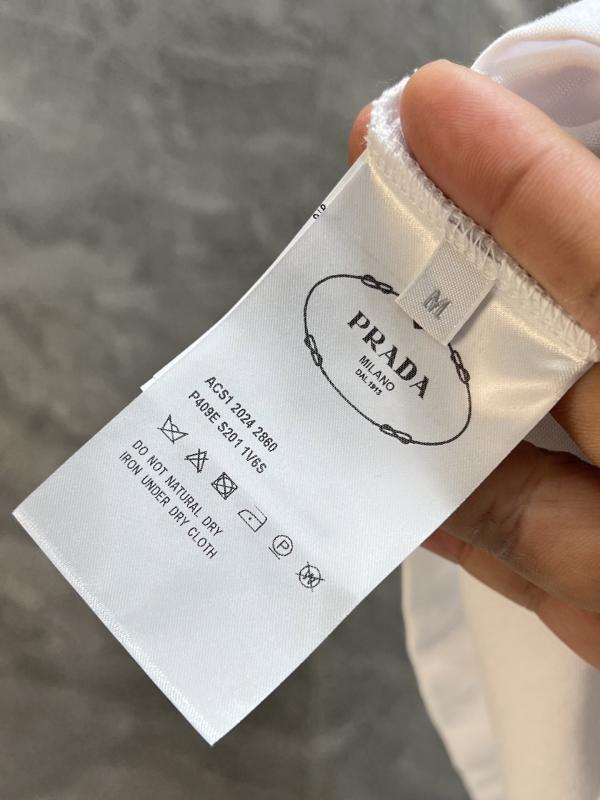 M
PRADA
MILANO
DAL 1913
ACS1 2024 2860
P409E S201 1V6S
P
W
DO NOT NATURAL DRY
IRON UNDER DRY CLOTH